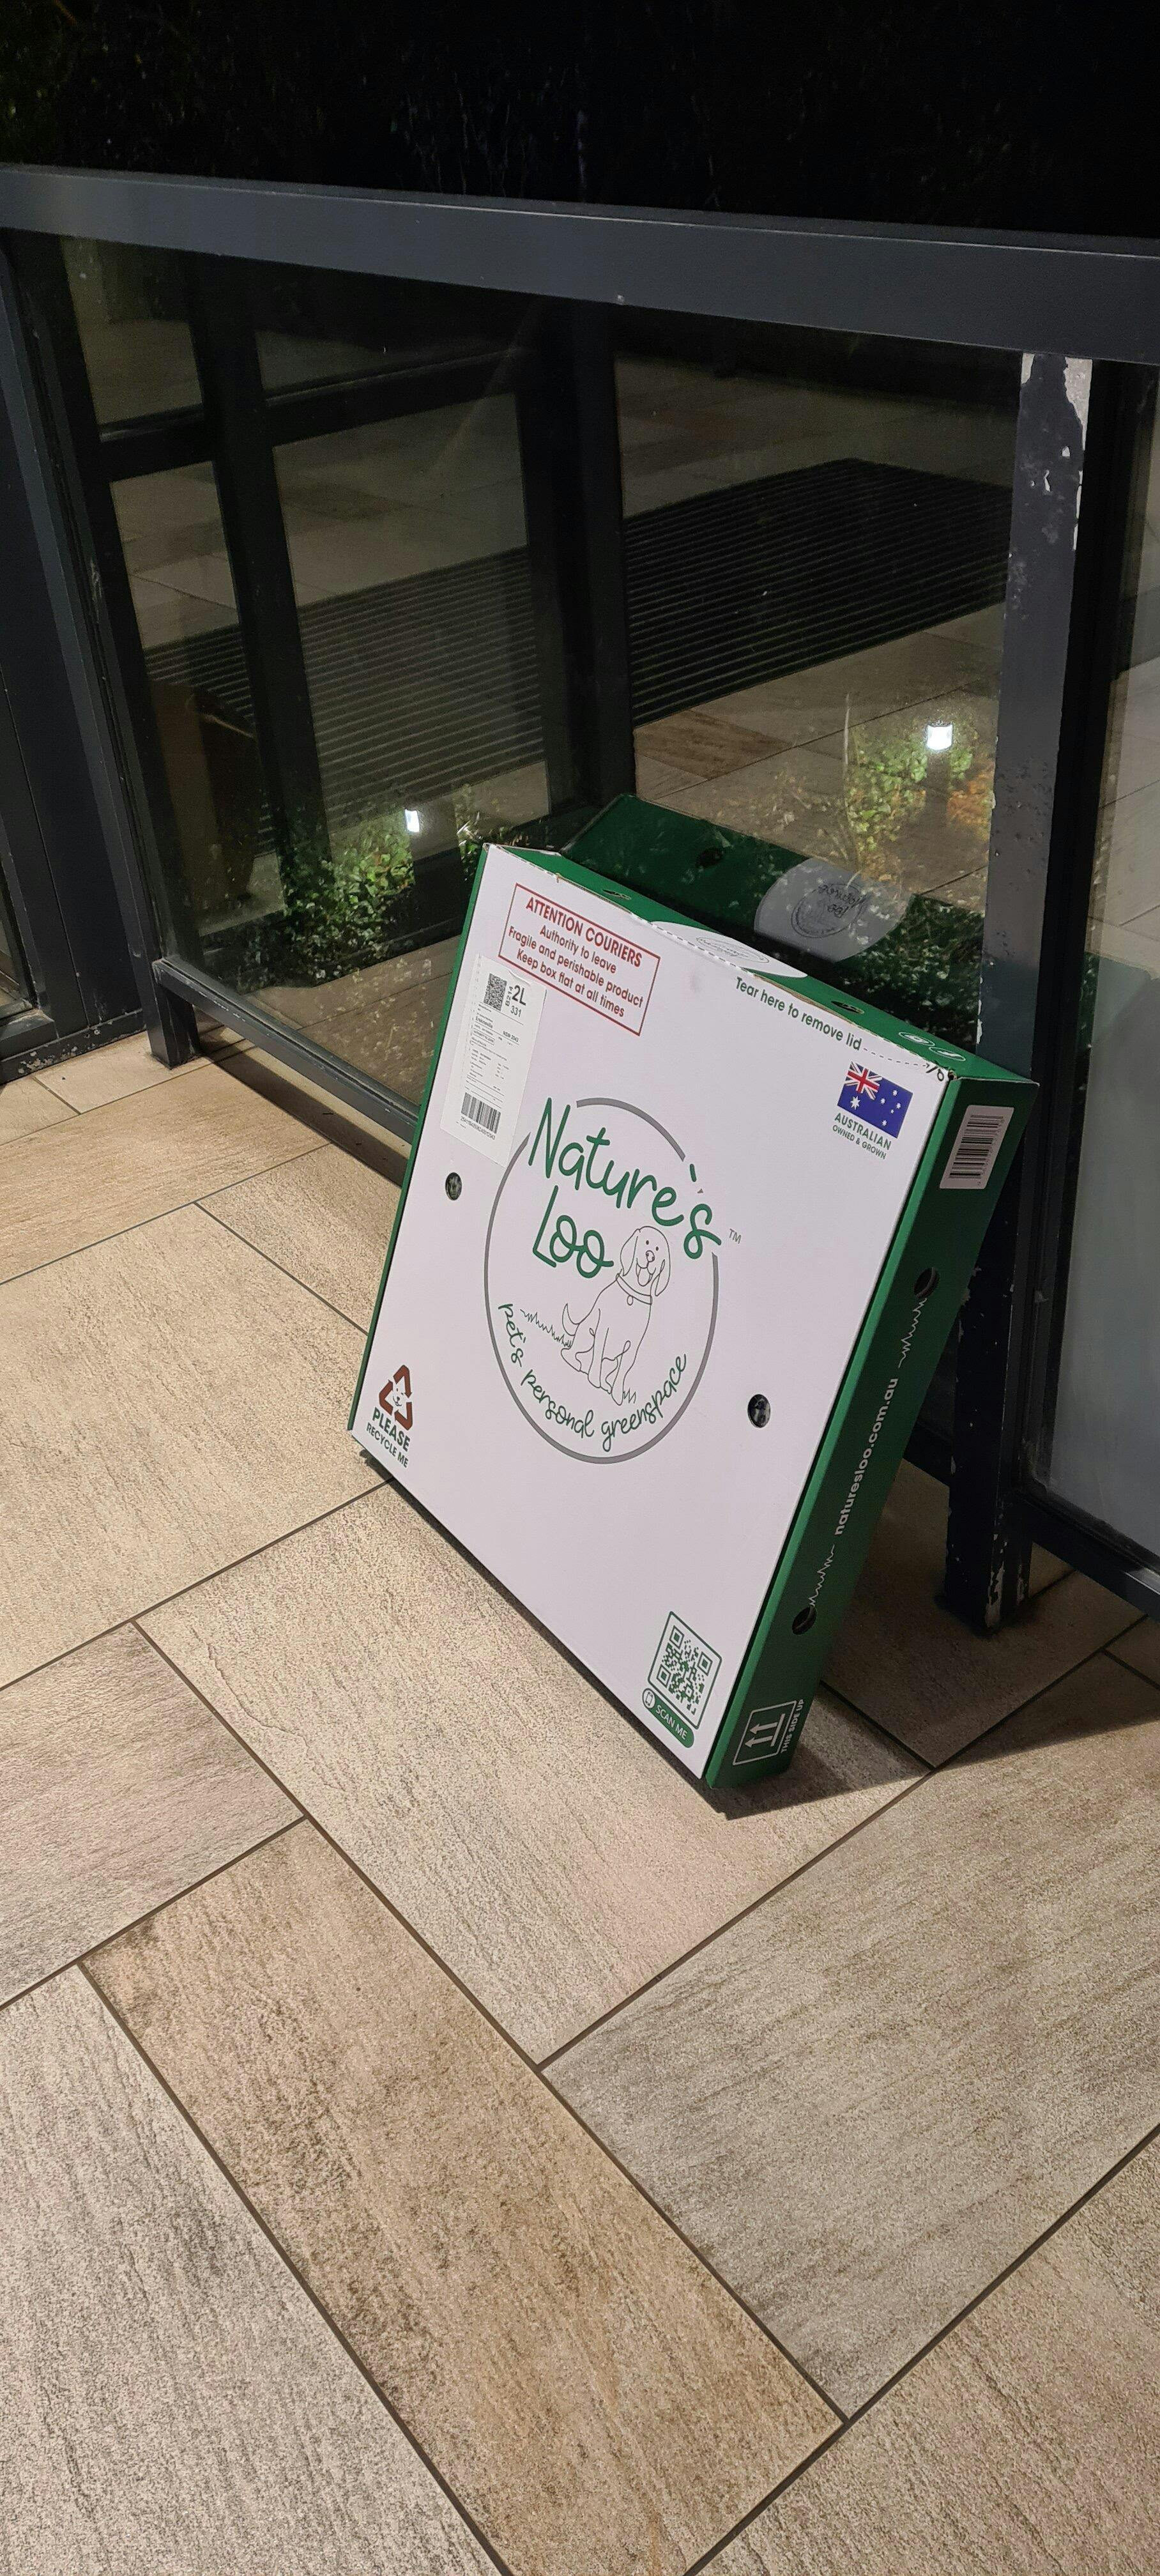 ATTENTION COURIERS
Authority to leave
Fragile and perishable product
Keep box flat at all times
2L
331
Tear here to remove lid
AUSTRALIAN
OWNED & GROWN
Nature's
Loo
TM
pet's personal greenspace
PLEASE
RECYCLE ME
SCAN ME
naturesloo.com.au
THIS SIDE UP